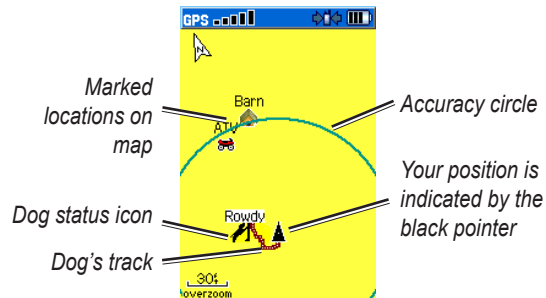 GPS
N
Marked
locations on
map
Barn
ATV
Accuracy circle
Your position is
indicated by the
black pointer
Dog status icon
Rowdy
Dog's track
overzoom